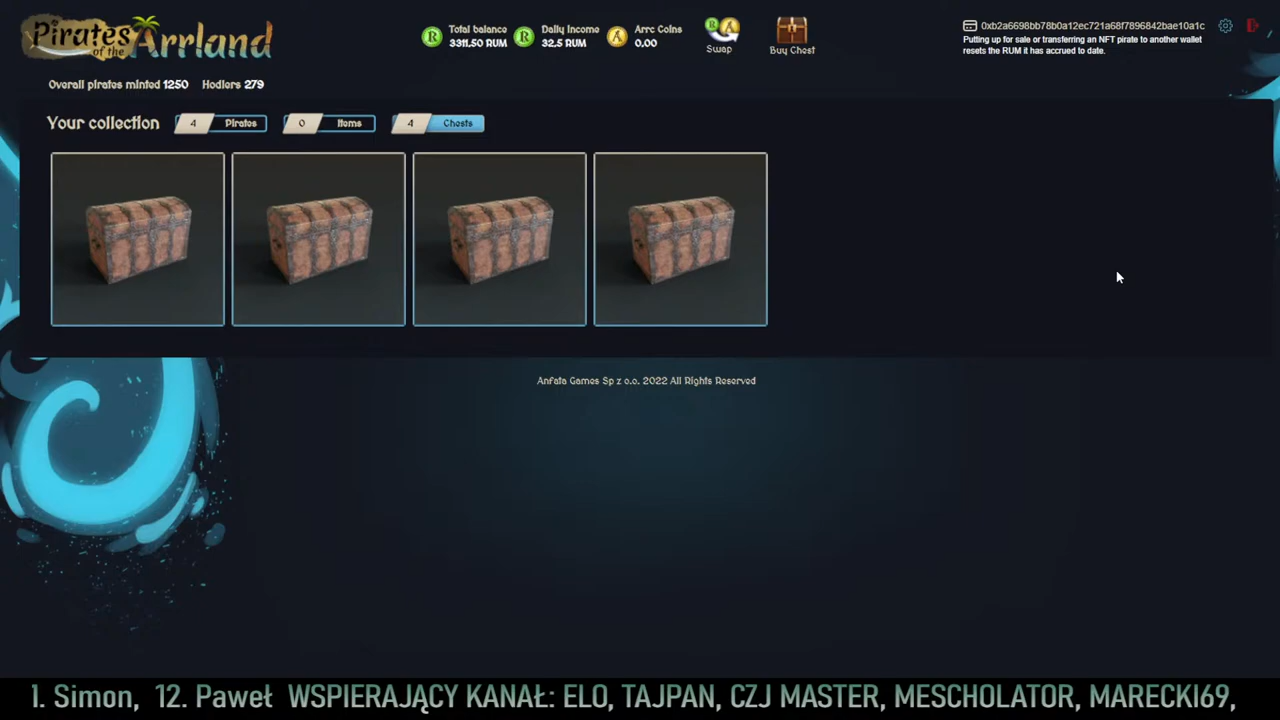 Pirates of the Arrland
Total balance
3311,50 RUM
Daily Income
32,5 RUM
Arrc Coins
0.00
Swap
Buy Chest
0xb2a6698bb78b0a12ec721a68f7896842bae10a1c
Putting up for sale or transferring an NFT pirate to another wallet
resets the RUM it has accrued to date.
Overall pirates minted 1250 Hodlers 279
Your collection 4 Pirates 0 Items 4 Chests
Anfata Games Sp z o.o. 2022 All Rights Reserved
1. Simon, 12. Paweł WSPIERAJĄCY KANAŁ: ELO, TAJPAN, CZJ MASTER, MESCHOLATOR, MARECKI69,